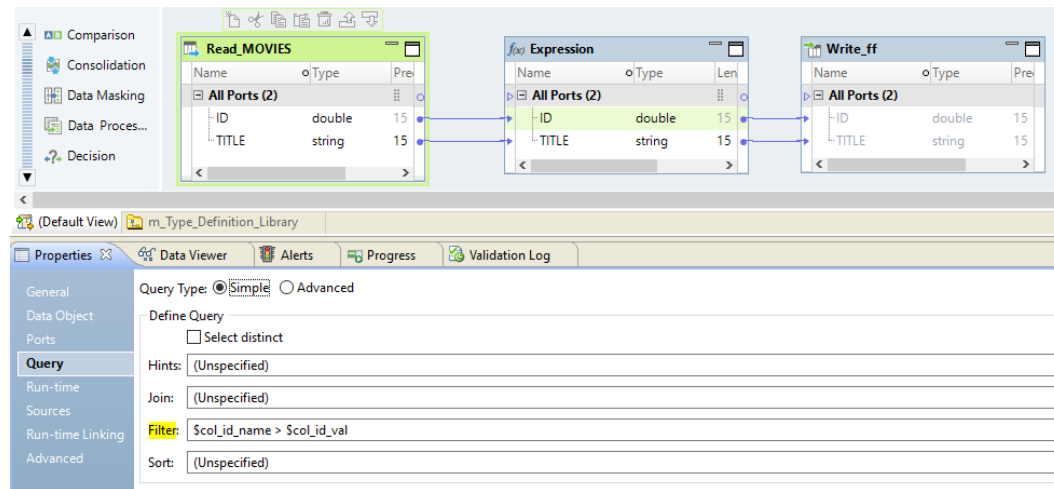 Comparison
Consolidation
Data Masking
Data Proces...
Decision
Read_MOVIES
Name Type Pre
All Ports (2)
ID double 15
TITLE string 15
f(x) Expression
Name Type Len
All Ports (2)
ID double 15
TITLE string 15
Write_ff
Name Type Pre
All Ports (2)
ID double 15
TITLE string 15
(Default View) m_Type_Definition_Library
Properties Data Viewer Alerts Progress Validation Log
General
Data Object
Ports
Query
Run-time
Sources
Run-time Linking
Advanced
Query Type: Simple Advanced
Define Query
Select distinct
Hints: (Unspecified)
Join: (Unspecified)
Filter: $col_id_name > $col_id_val
Sort: (Unspecified)